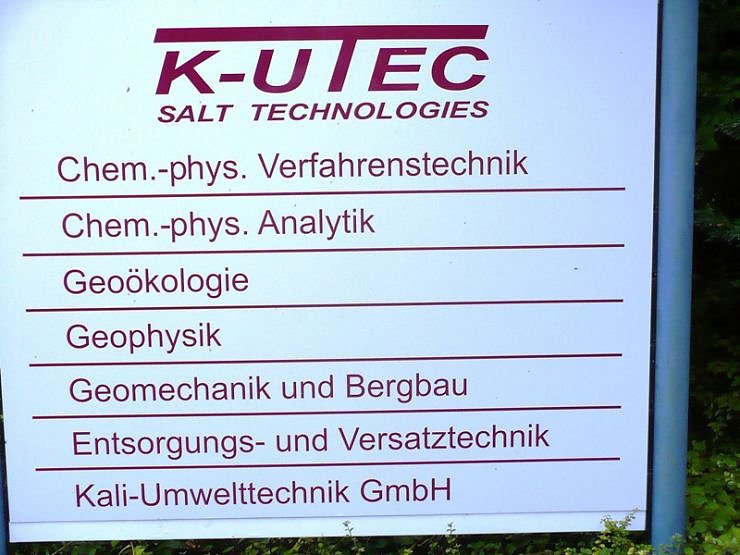 K-UTEC
SALT TECHNOLOGIES
Chem.-phys. Verfahrenstechnik
Chem.-phys. Analytik
Geoökologie
Geophysik
Geomechanik und Bergbau
Entsorgungs- und Versatztechnik
Kali-Umwelttechnik GmbH